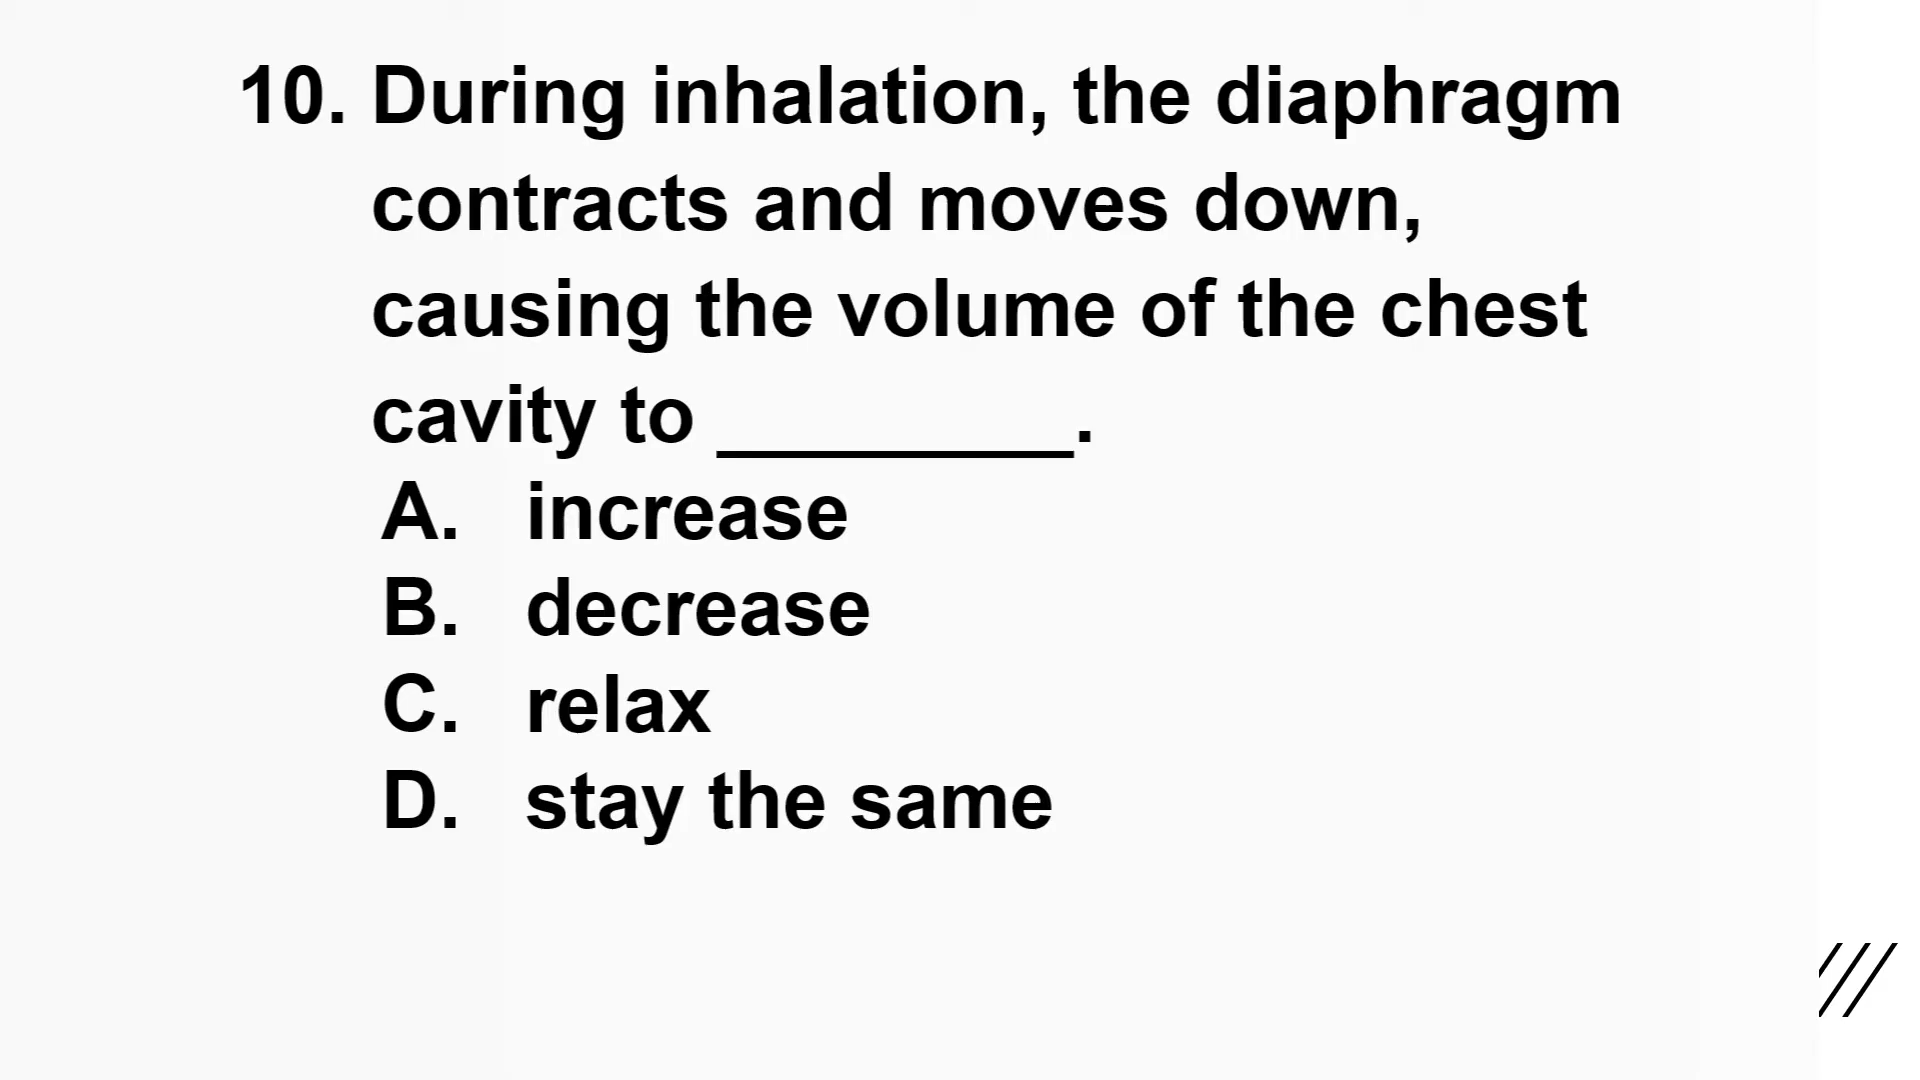 10. During inhalation, the diaphragm
contracts and moves down,
causing the volume of the chest
cavity to _________.
A. increase
B. decrease
C. relax
D. stay the same